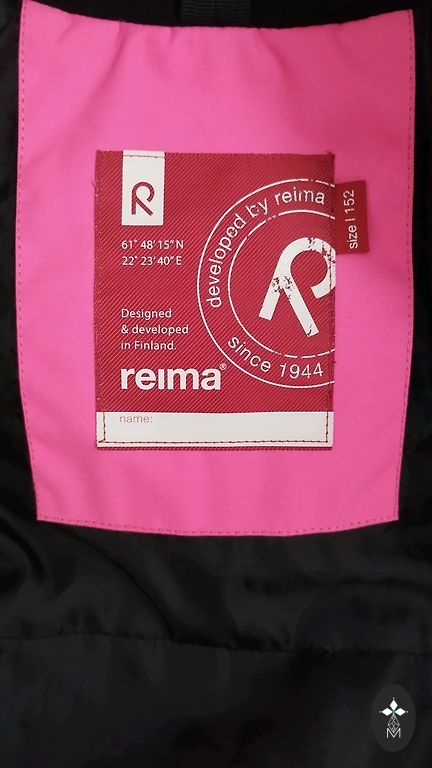 R
61° 48' 15" N
22° 23' 40" E
developed by reima
R
since 1944
size | 152
Designed
& developed
in Finland.
reima®
name:
M